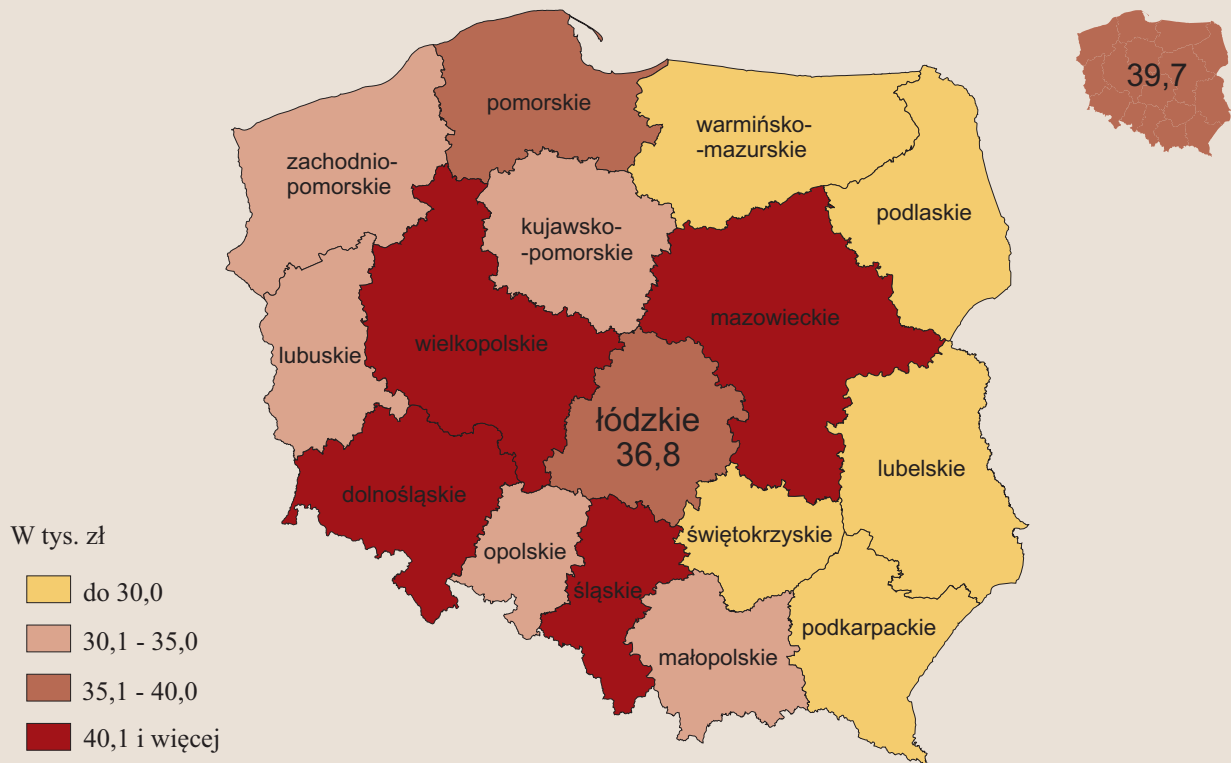 39,7
pomorskie
warmińsko-
-mazurskie
zachodnio-
pomorskie
podlaskie
kujawsko-
-pomorskie
mazowieckie
wielkopolskie
lubuskie
łódzkie
36,8
lubelskie
dolnośląskie
świętokrzyskie
opolskie
śląskie
podkarpackie
małopolskie
W tys. zł
do 30,0
30,1 - 35,0
35,1 - 40,0
40,1 i więcej